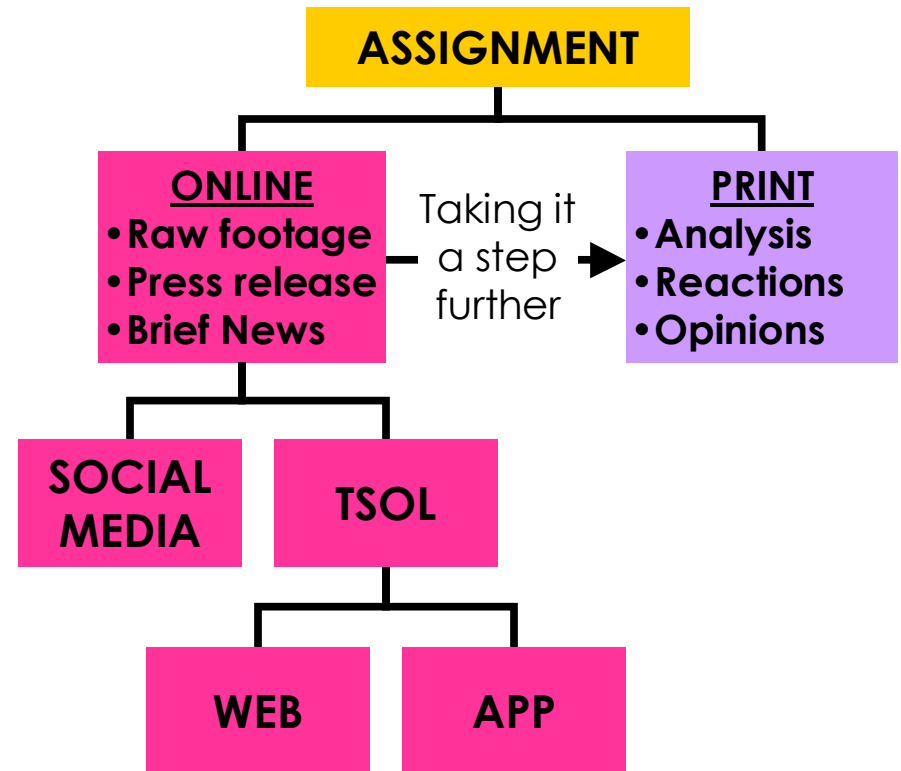 ASSIGNMENT
ONLINE
•Raw footage
•Press release
•Brief News
Taking it
a step
further
PRINT
•Analysis
•Reactions
•Opinions
SOCIAL
MEDIA
TSOL
WEB
APP